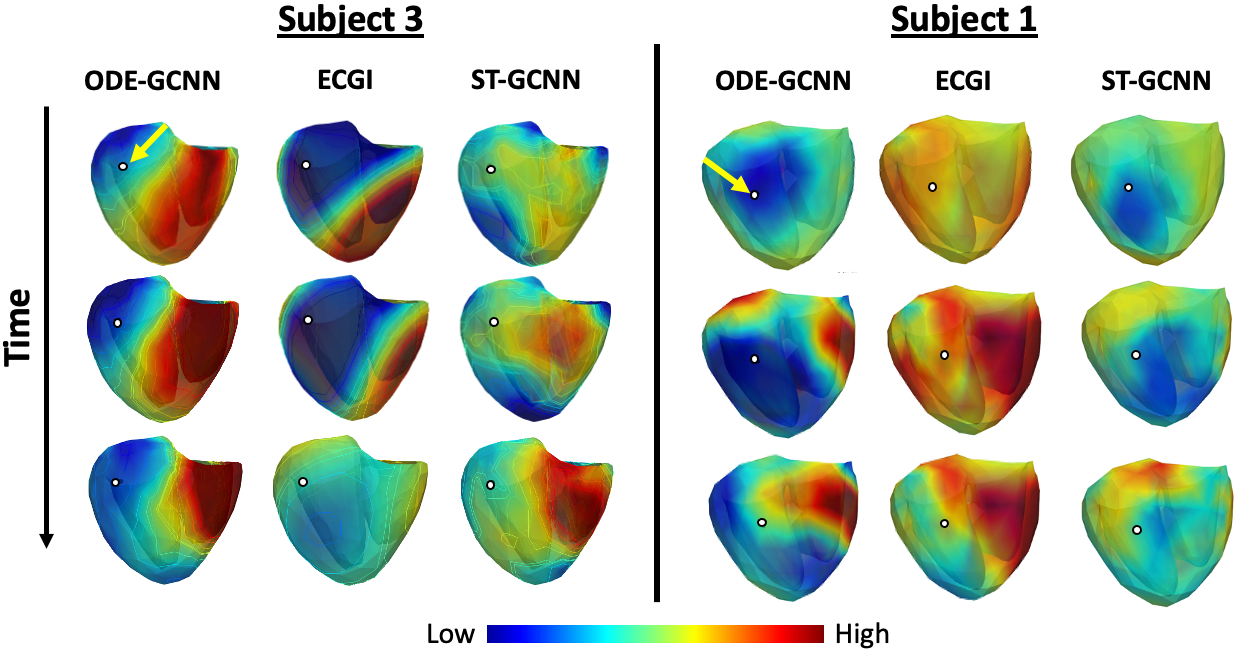 Subject 3
Subject 1
ODE-GCNN
ECGI
ST-GCNN
ODE-GCNN
ECGI
ST-GCNN
Time
Low
High